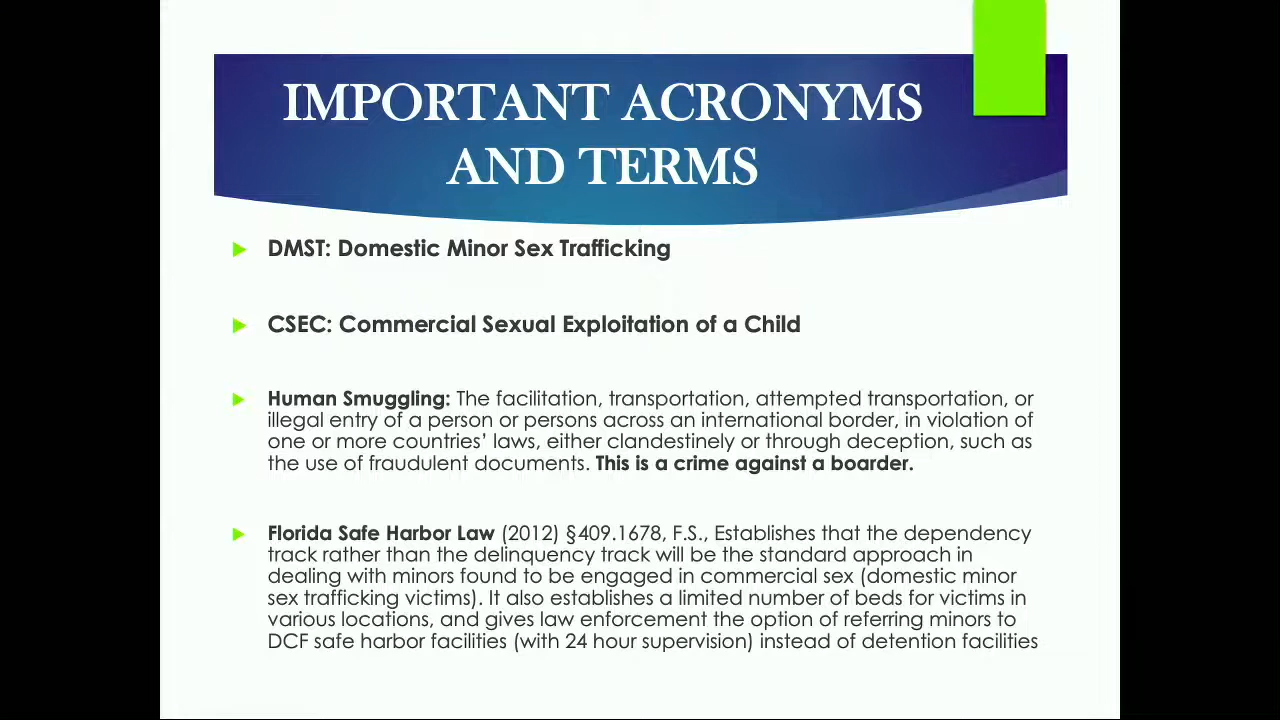 IMPORTANT ACRONYMS
AND TERMS
DMST: Domestic Minor Sex Trafficking
CSEC: Commercial Sexual Exploitation of a Child
Human Smuggling: The facilitation, transportation, attempted transportation, or
illegal entry of a person or persons across an international border, in violation of
one or more countries’ laws, either clandestinely or through deception, such as
the use of fraudulent documents. This is a crime against a boarder.
Florida Safe Harbor Law (2012) §409.1678, F.S., Establishes that the dependency
track rather than the delinquency track will be the standard approach in
dealing with minors found to be engaged in commercial sex (domestic minor
sex trafficking victims). It also establishes a limited number of beds for victims in
various locations, and gives law enforcement the option of referring minors to
DCF safe harbor facilities (with 24 hour supervision) instead of detention facilities